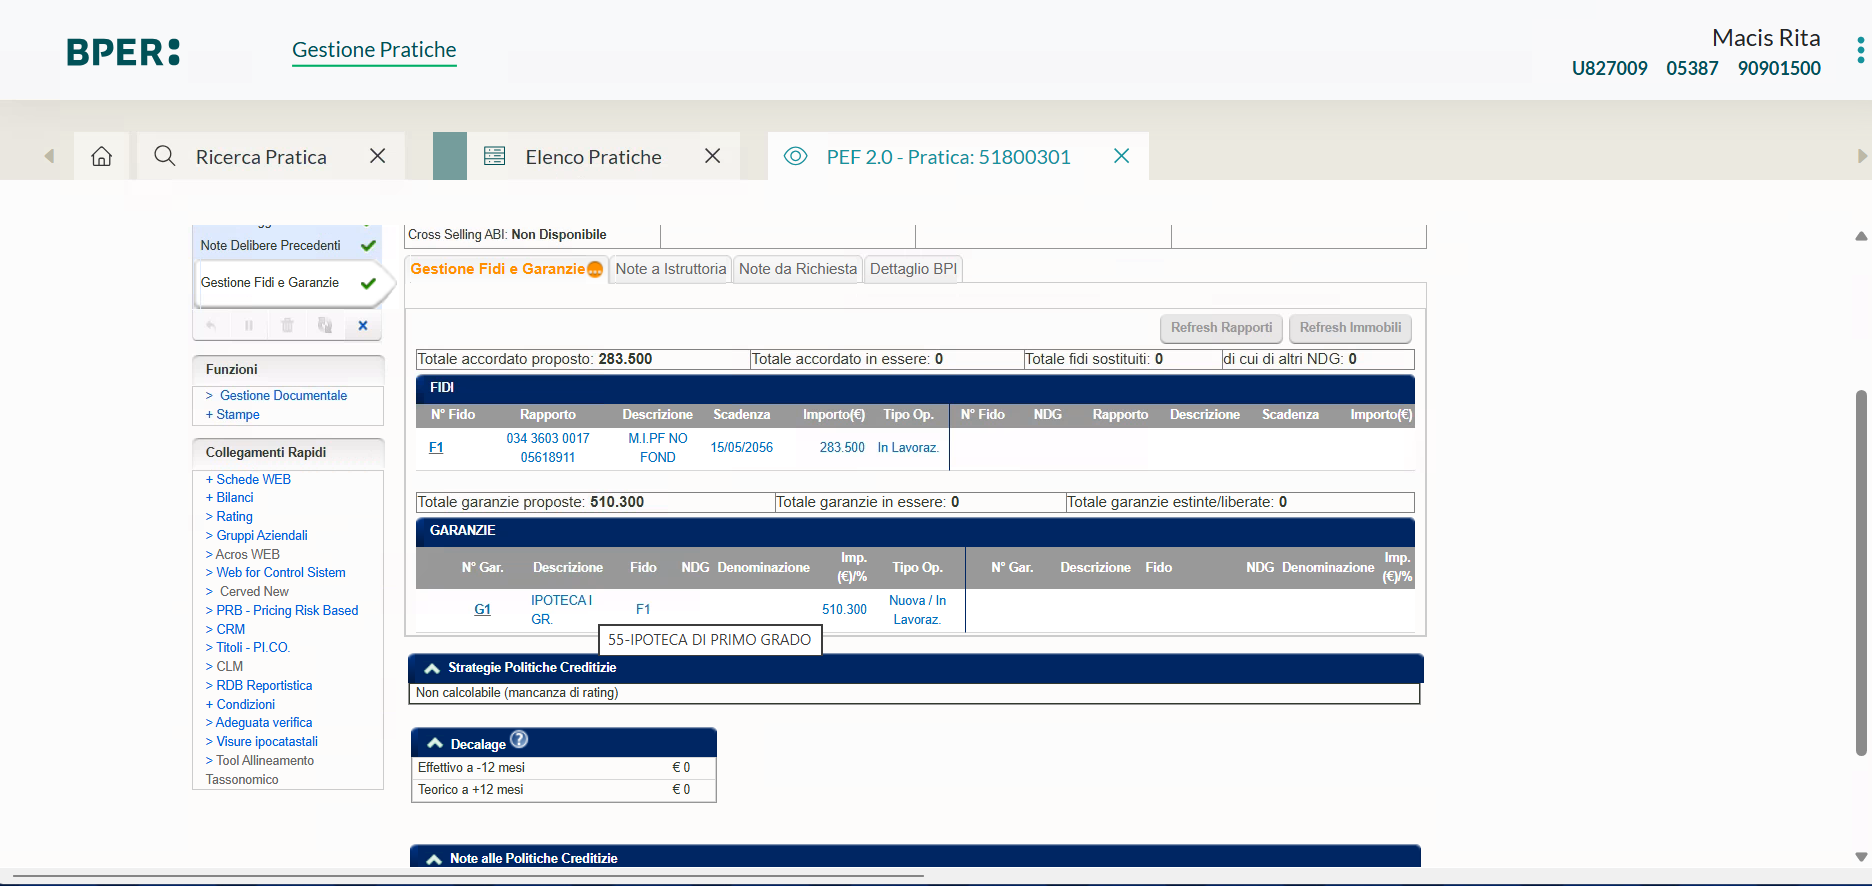 BPER:
Gestione Pratiche
Macis Rita
U827009 05387 90901500
Ricerca Pratica
Elenco Pratiche
PEF 2.0 - Pratica: 51800301
Note Delibere Precedenti
Gestione Fidi e Garanzie
Funzioni
> Gestione Documentale
+ Stampe
Collegamenti Rapidi
+ Schede WEB
+ Bilanci
> Rating
> Gruppi Aziendali
> Acros WEB
> Web for Control Sistem
> Cerved New
> PRB - Pricing Risk Based
> CRM
> Titoli - PI.CO.
> CLM
> RDB Reportistica
+ Condizioni
> Adeguata verifica
> Visure ipocatastali
> Tool Allineamento
Tassonomico
Cross Selling ABI: Non Disponibile
Gestione Fidi e Garanzie Note a Istruttoria Note da Richiesta Dettaglio BPI
Refresh Rapporti Refresh Immobili
Totale accordato proposto: 283.500 Totale accordato in essere: 0 Totale fidi sostituiti: 0 di cui di altri NDG: 0
FIDI
N° Fido Rapporto Descrizione Scadenza Importo(€) Tipo Op. N° Fido NDG Rapporto Descrizione Scadenza Importo(€)
F1 034 3603 0017 05618911 M.I.PF NO FOND 15/05/2056 283.500 In Lavoraz.
Totale garanzie proposte: 510.300 Totale garanzie in essere: 0 Totale garanzie estinte/liberate: 0
GARANZIE
N° Gar. Descrizione Fido NDG Denominazione Imp. (€)/% Tipo Op. N° Gar. Descrizione Fido NDG Denominazione Imp. (€)/%
G1 IPOTECA I GR. F1 510.300 Nuova / In Lavoraz.
55-IPOTECA DI PRIMO GRADO
Strategie Politiche Creditizie
Non calcolabile (mancanza di rating)
Decalage ?
Effettivo a -12 mesi € 0
Teorico a +12 mesi € 0
Note alle Politiche Creditizie